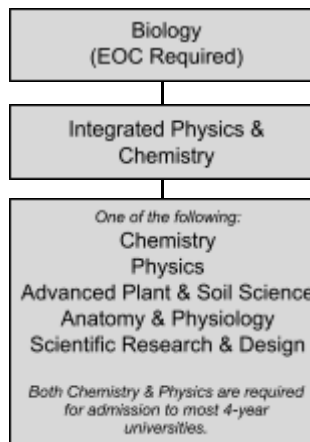 Biology
(EOC Required)
Integrated Physics &
Chemistry
One of the following:
Chemistry
Physics
Advanced Plant & Soil Science
Anatomy & Physiology
Scientific Research & Design
Both Chemistry & Physics are required
for admission to most 4-year
universities.